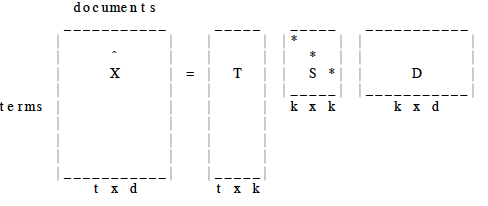 documents
^
X = T S D
* * *
terms
k x k k x d
t x d t x k